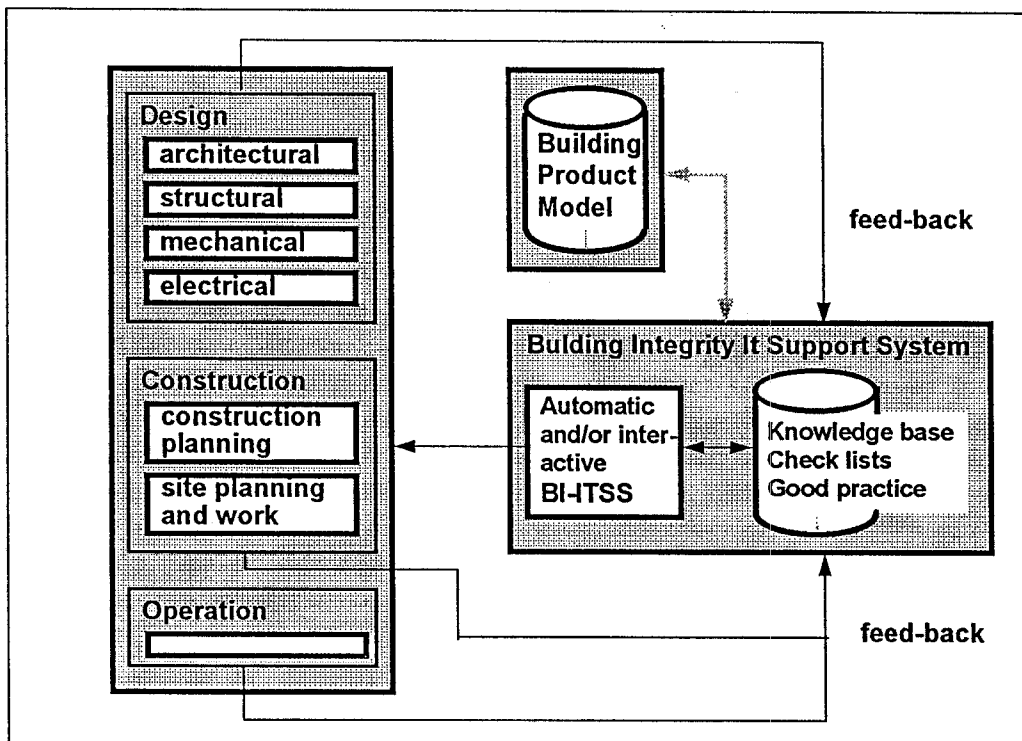 Design
architectural
structural
mechanical
electrical
Construction
construction
planning
site planning
and work
Operation
Building
Product
Model
feed-back
Bulding Integrity It Support System
Automatic
and/or inter-
active
BI-ITSS
Knowledge base
Check lists
Good practice
feed-back